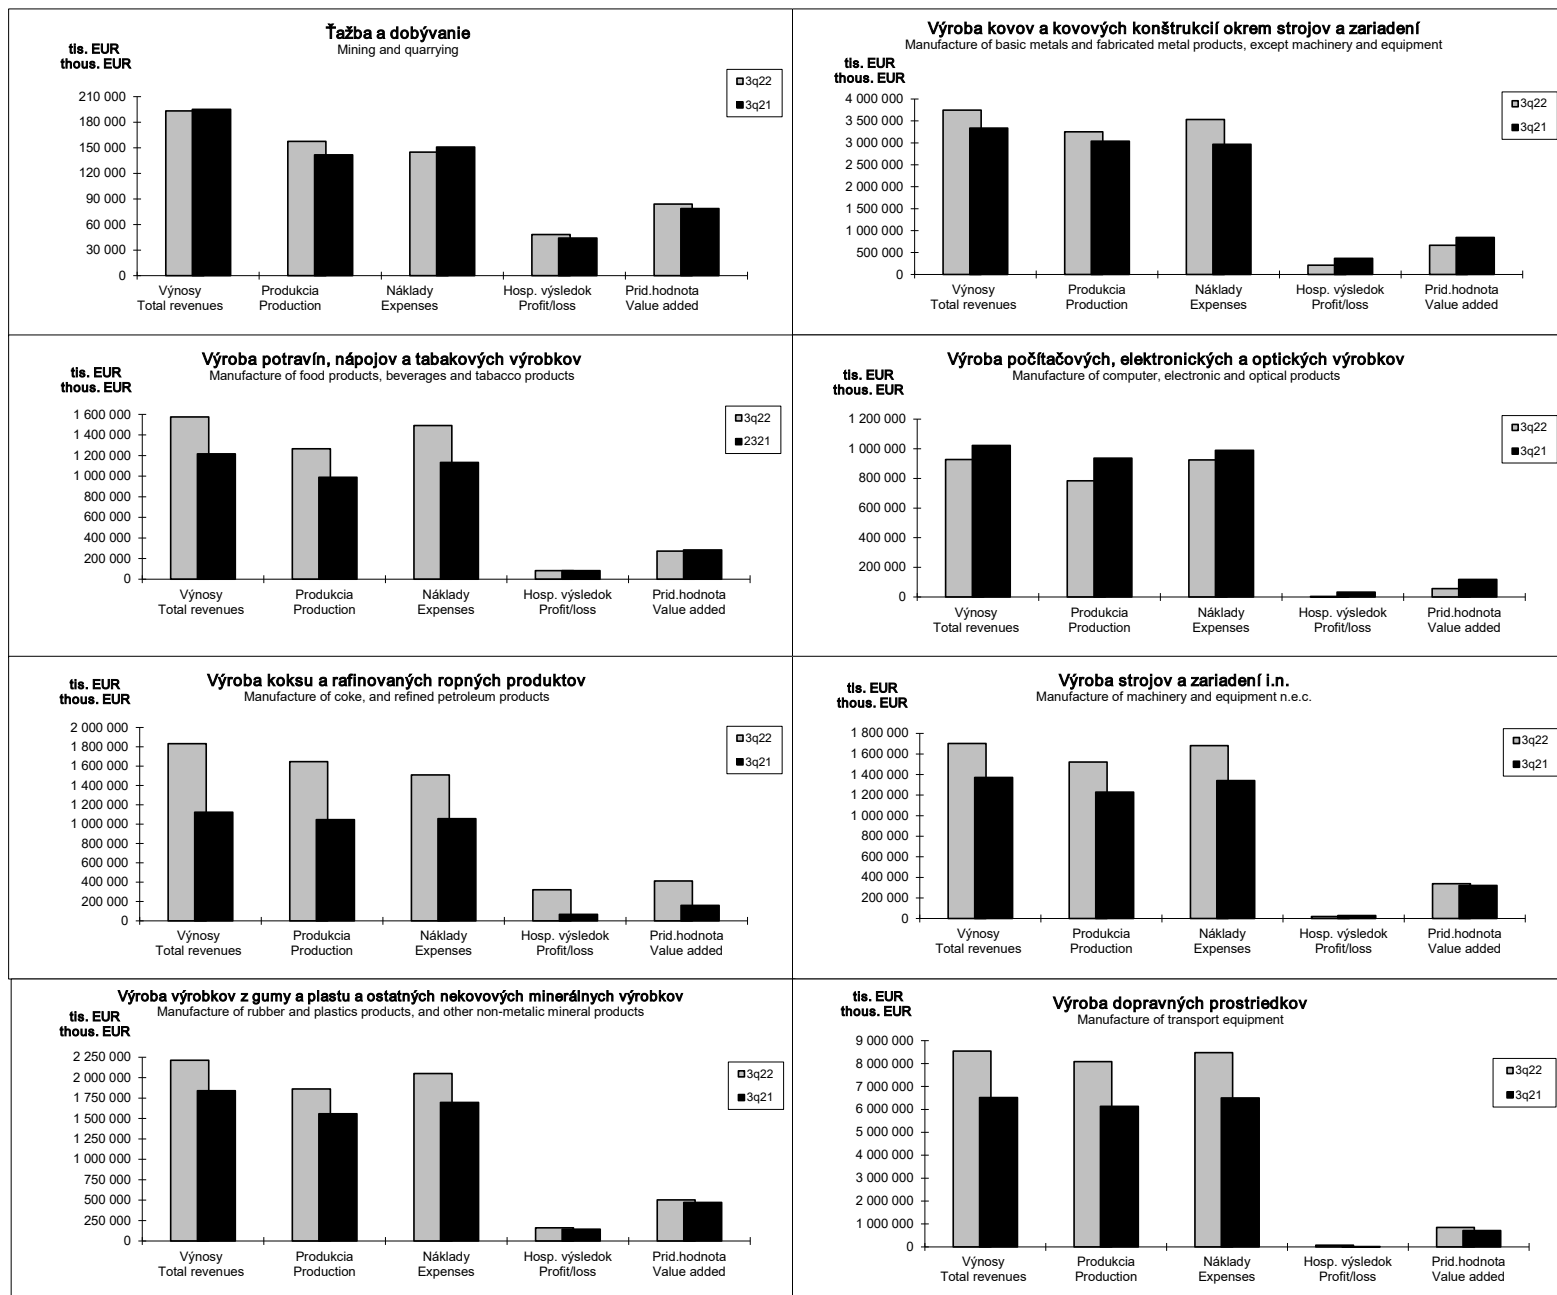 Ťažba a dobývanie
Mining and quarrying
tis. EUR
thous. EUR
3q22
3q21
210 000
180 000
150 000
120 000
90 000
60 000
30 000
0
Výnosy
Total revenues
Produkcia
Production
Náklady
Expenses
Hosp. výsledok
Profit/loss
Prid.hodnota
Value added
Výroba kovov a kovových konštrukcií okrem strojov a zariadení
Manufacture of basic metals and fabricated metal products, except machinery and equipment
tis. EUR
thous. EUR
3q22
3q21
4 000 000
3 500 000
3 000 000
2 500 000
2 000 000
1 500 000
1 000 000
500 000
0
Výnosy
Total revenues
Produkcia
Production
Náklady
Expenses
Hosp. výsledok
Profit/loss
Prid.hodnota
Value added
Výroba potravín, nápojov a tabakových výrobkov
Manufacture of food products, beverages and tabacco products
tis. EUR
thous. EUR
3q22
2321
1 600 000
1 400 000
1 200 000
1 000 000
800 000
600 000
400 000
200 000
0
Výnosy
Total revenues
Produkcia
Production
Náklady
Expenses
Hosp. výsledok
Profit/loss
Prid.hodnota
Value added
Výroba počítačových, elektronických a optických výrobkov
Manufacture of computer, electronic and optical products
tis. EUR
thous. EUR
3q22
3q21
1 200 000
1 000 000
800 000
600 000
400 000
200 000
0
Výnosy
Total revenues
Produkcia
Production
Náklady
Expenses
Hosp. výsledok
Profit/loss
Prid.hodnota
Value added
Výroba koksu a rafinovaných ropných produktov
Manufacture of coke, and refined petroleum products
tis. EUR
thous. EUR
3q22
3q21
2 000 000
1 800 000
1 600 000
1 400 000
1 200 000
1 000 000
800 000
600 000
400 000
200 000
0
Výnosy
Total revenues
Produkcia
Production
Náklady
Expenses
Hosp. výsledok
Profit/loss
Prid.hodnota
Value added
Výroba strojov a zariadení i.n.
Manufacture of machinery and equipment n.e.c.
tis. EUR
thous. EUR
3q22
3q21
1 800 000
1 600 000
1 400 000
1 200 000
1 000 000
800 000
600 000
400 000
200 000
0
Výnosy
Total revenues
Produkcia
Production
Náklady
Expenses
Hosp. výsledok
Profit/loss
Prid.hodnota
Value added
Výroba výrobkov z gumy a plastu a ostatných nekovových minerálnych výrobkov
Manufacture of rubber and plastics products, and other non-metalic mineral products
tis. EUR
thous. EUR
3q22
3q21
2 250 000
2 000 000
1 750 000
1 500 000
1 250 000
1 000 000
750 000
500 000
250 000
0
Výnosy
Total revenues
Produkcia
Production
Náklady
Expenses
Hosp. výsledok
Profit/loss
Prid.hodnota
Value added
Výroba dopravných prostriedkov
Manufacture of transport equipment
tis. EUR
thous. EUR
3q22
3q21
9 000 000
8 000 000
7 000 000
6 000 000
5 000 000
4 000 000
3 000 000
2 000 000
1 000 000
0
Výnosy
Total revenues
Produkcia
Production
Náklady
Expenses
Hosp. výsledok
Profit/loss
Prid.hodnota
Value added